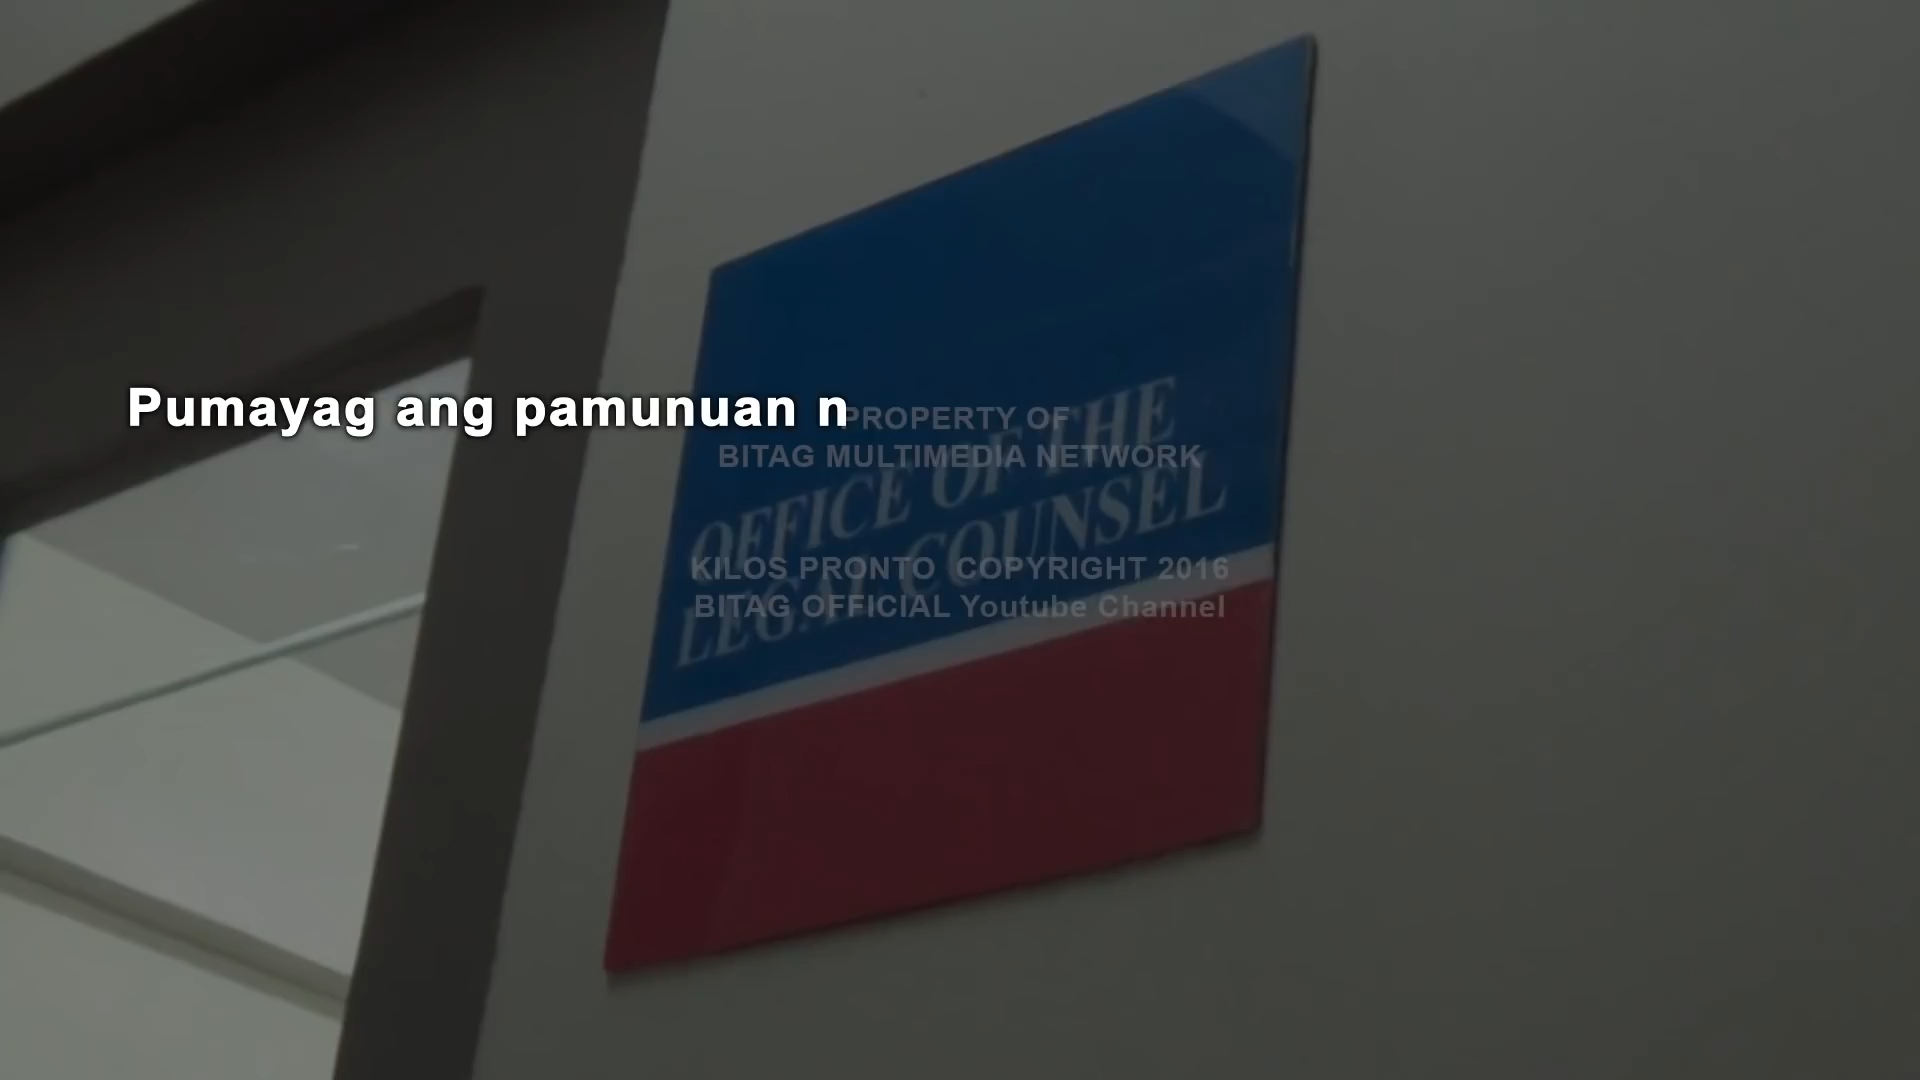 Pumayag ang pamunuan n
PROPERTY OF
BITAG MULTIMEDIA NETWORK
OFFICE OF THE
LEGAL COUNSEL
KILOS PRONTO COPYRIGHT 2016
BITAG OFFICIAL Youtube Channel